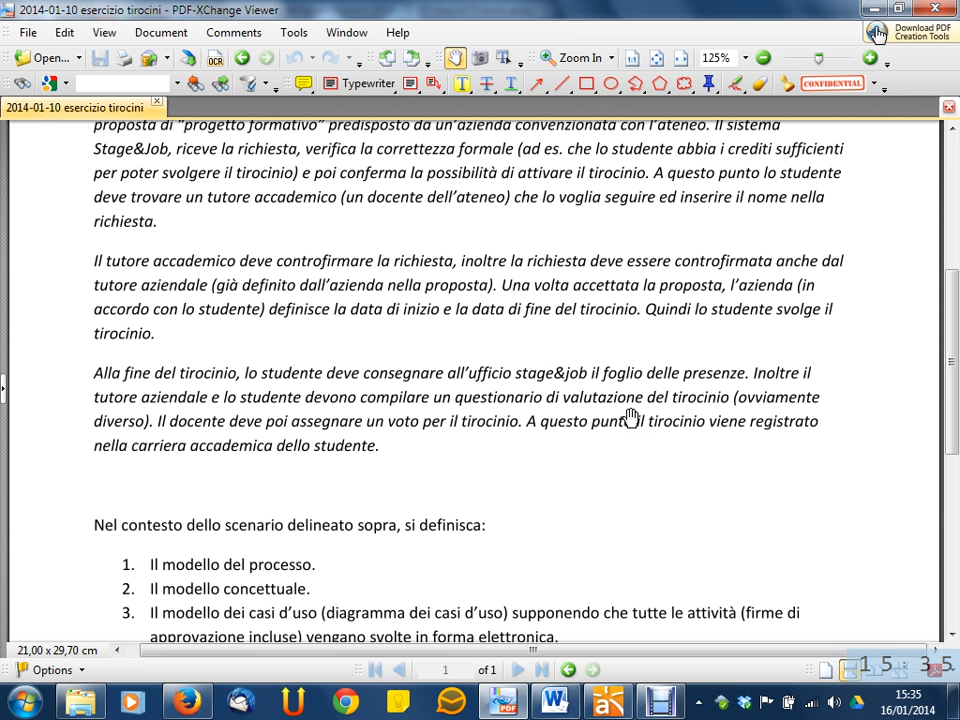 2014-01-10 esercizio tirocini - PDF-XChange Viewer
File Edit View Document Comments Tools Window Help
Download PDF
Creation Tools
Open...
OCR
Zoom In
125%
Typewriter
CONFIDENTIAL
2014-01-10 esercizio tirocini
proposta di “progetto formativo” predisposto da un’azienda convenzionata con l’ateneo. Il sistema
Stage&Job, riceve la richiesta, verifica la correttezza formale (ad es. che lo studente abbia i crediti sufficienti
per poter svolgere il tirocinio) e poi conferma la possibilità di attivare il tirocinio. A questo punto lo studente
deve trovare un tutore accademico (un docente dell’ateneo) che lo voglia seguire ed inserire il nome nella
richiesta.
Il tutore accademico deve controfirmare la richiesta, inoltre la richiesta deve essere controfirmata anche dal
tutore aziendale (già definito dall’azienda nella proposta). Una volta accettata la proposta, l’azienda (in
accordo con lo studente) definisce la data di inizio e la data di fine del tirocinio. Quindi lo studente svolge il
tirocinio.
Alla fine del tirocinio, lo studente deve consegnare all’ufficio stage&job il foglio delle presenze. Inoltre il
tutore aziendale e lo studente devono compilare un questionario di valutazione del tirocinio (ovviamente
diverso). Il docente deve poi assegnare un voto per il tirocinio. A questo punto il tirocinio viene registrato
nella carriera accademica dello studente.
Nel contesto dello scenario delineato sopra, si definisca:
1. Il modello del processo.
2. Il modello concettuale.
3. Il modello dei casi d’uso (diagramma dei casi d’uso) supponendo che tutte le attività (firme di
approvazione incluse) vengano svolte in forma elettronica.
21,00 x 29,70 cm
Options
1 of 1
15:35
15:35
16/01/2014